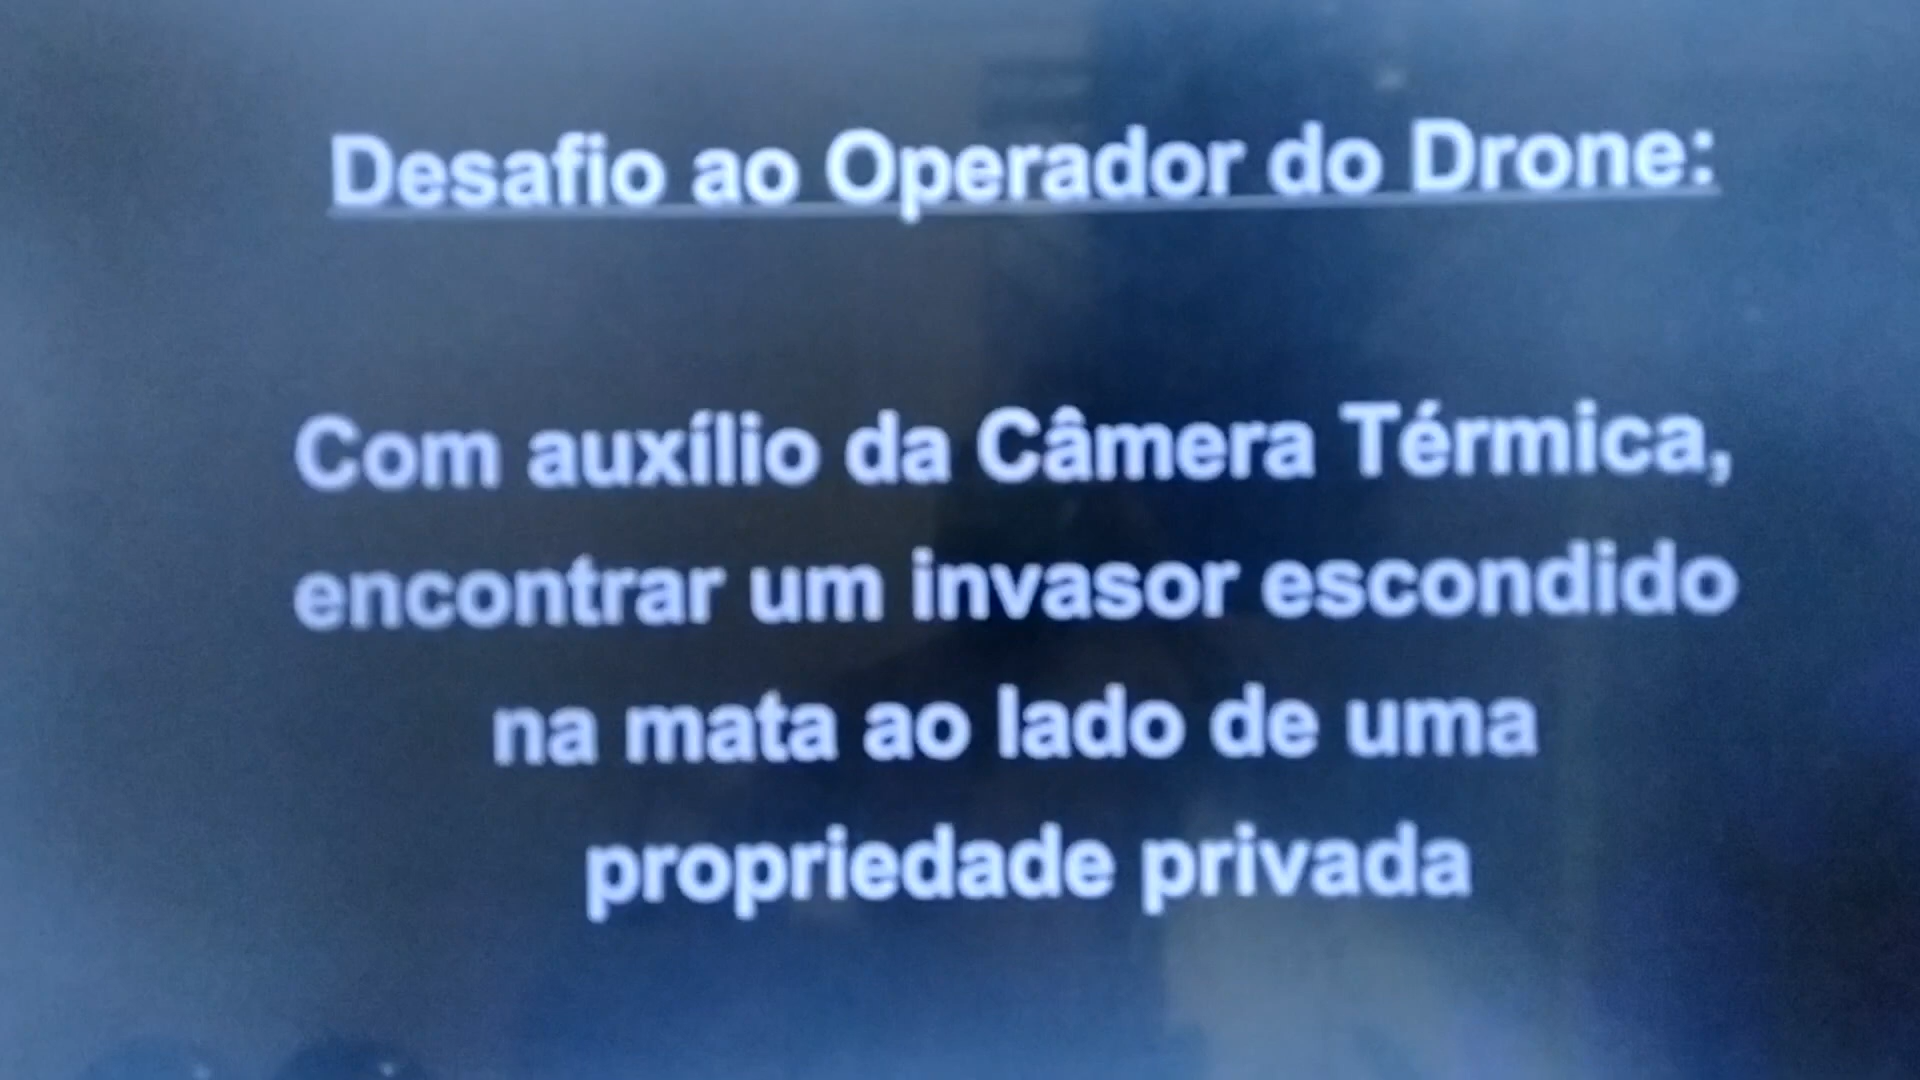 Desafio ao Operador do Drone:
Com auxílio da Câmera Térmica,
encontrar um invasor escondido
na mata ao lado de uma
propriedade privada